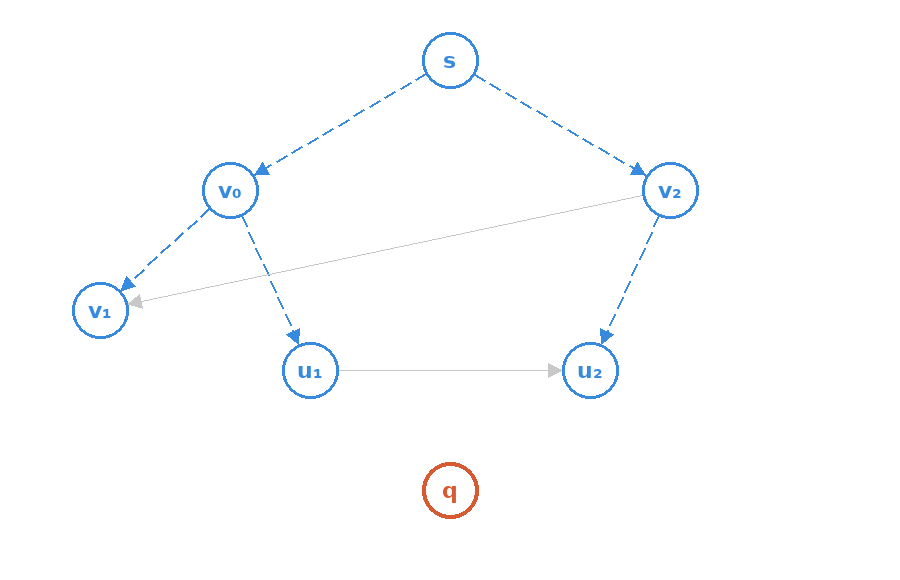 s
v₀
v₂
v₁
u₁
u₂
q